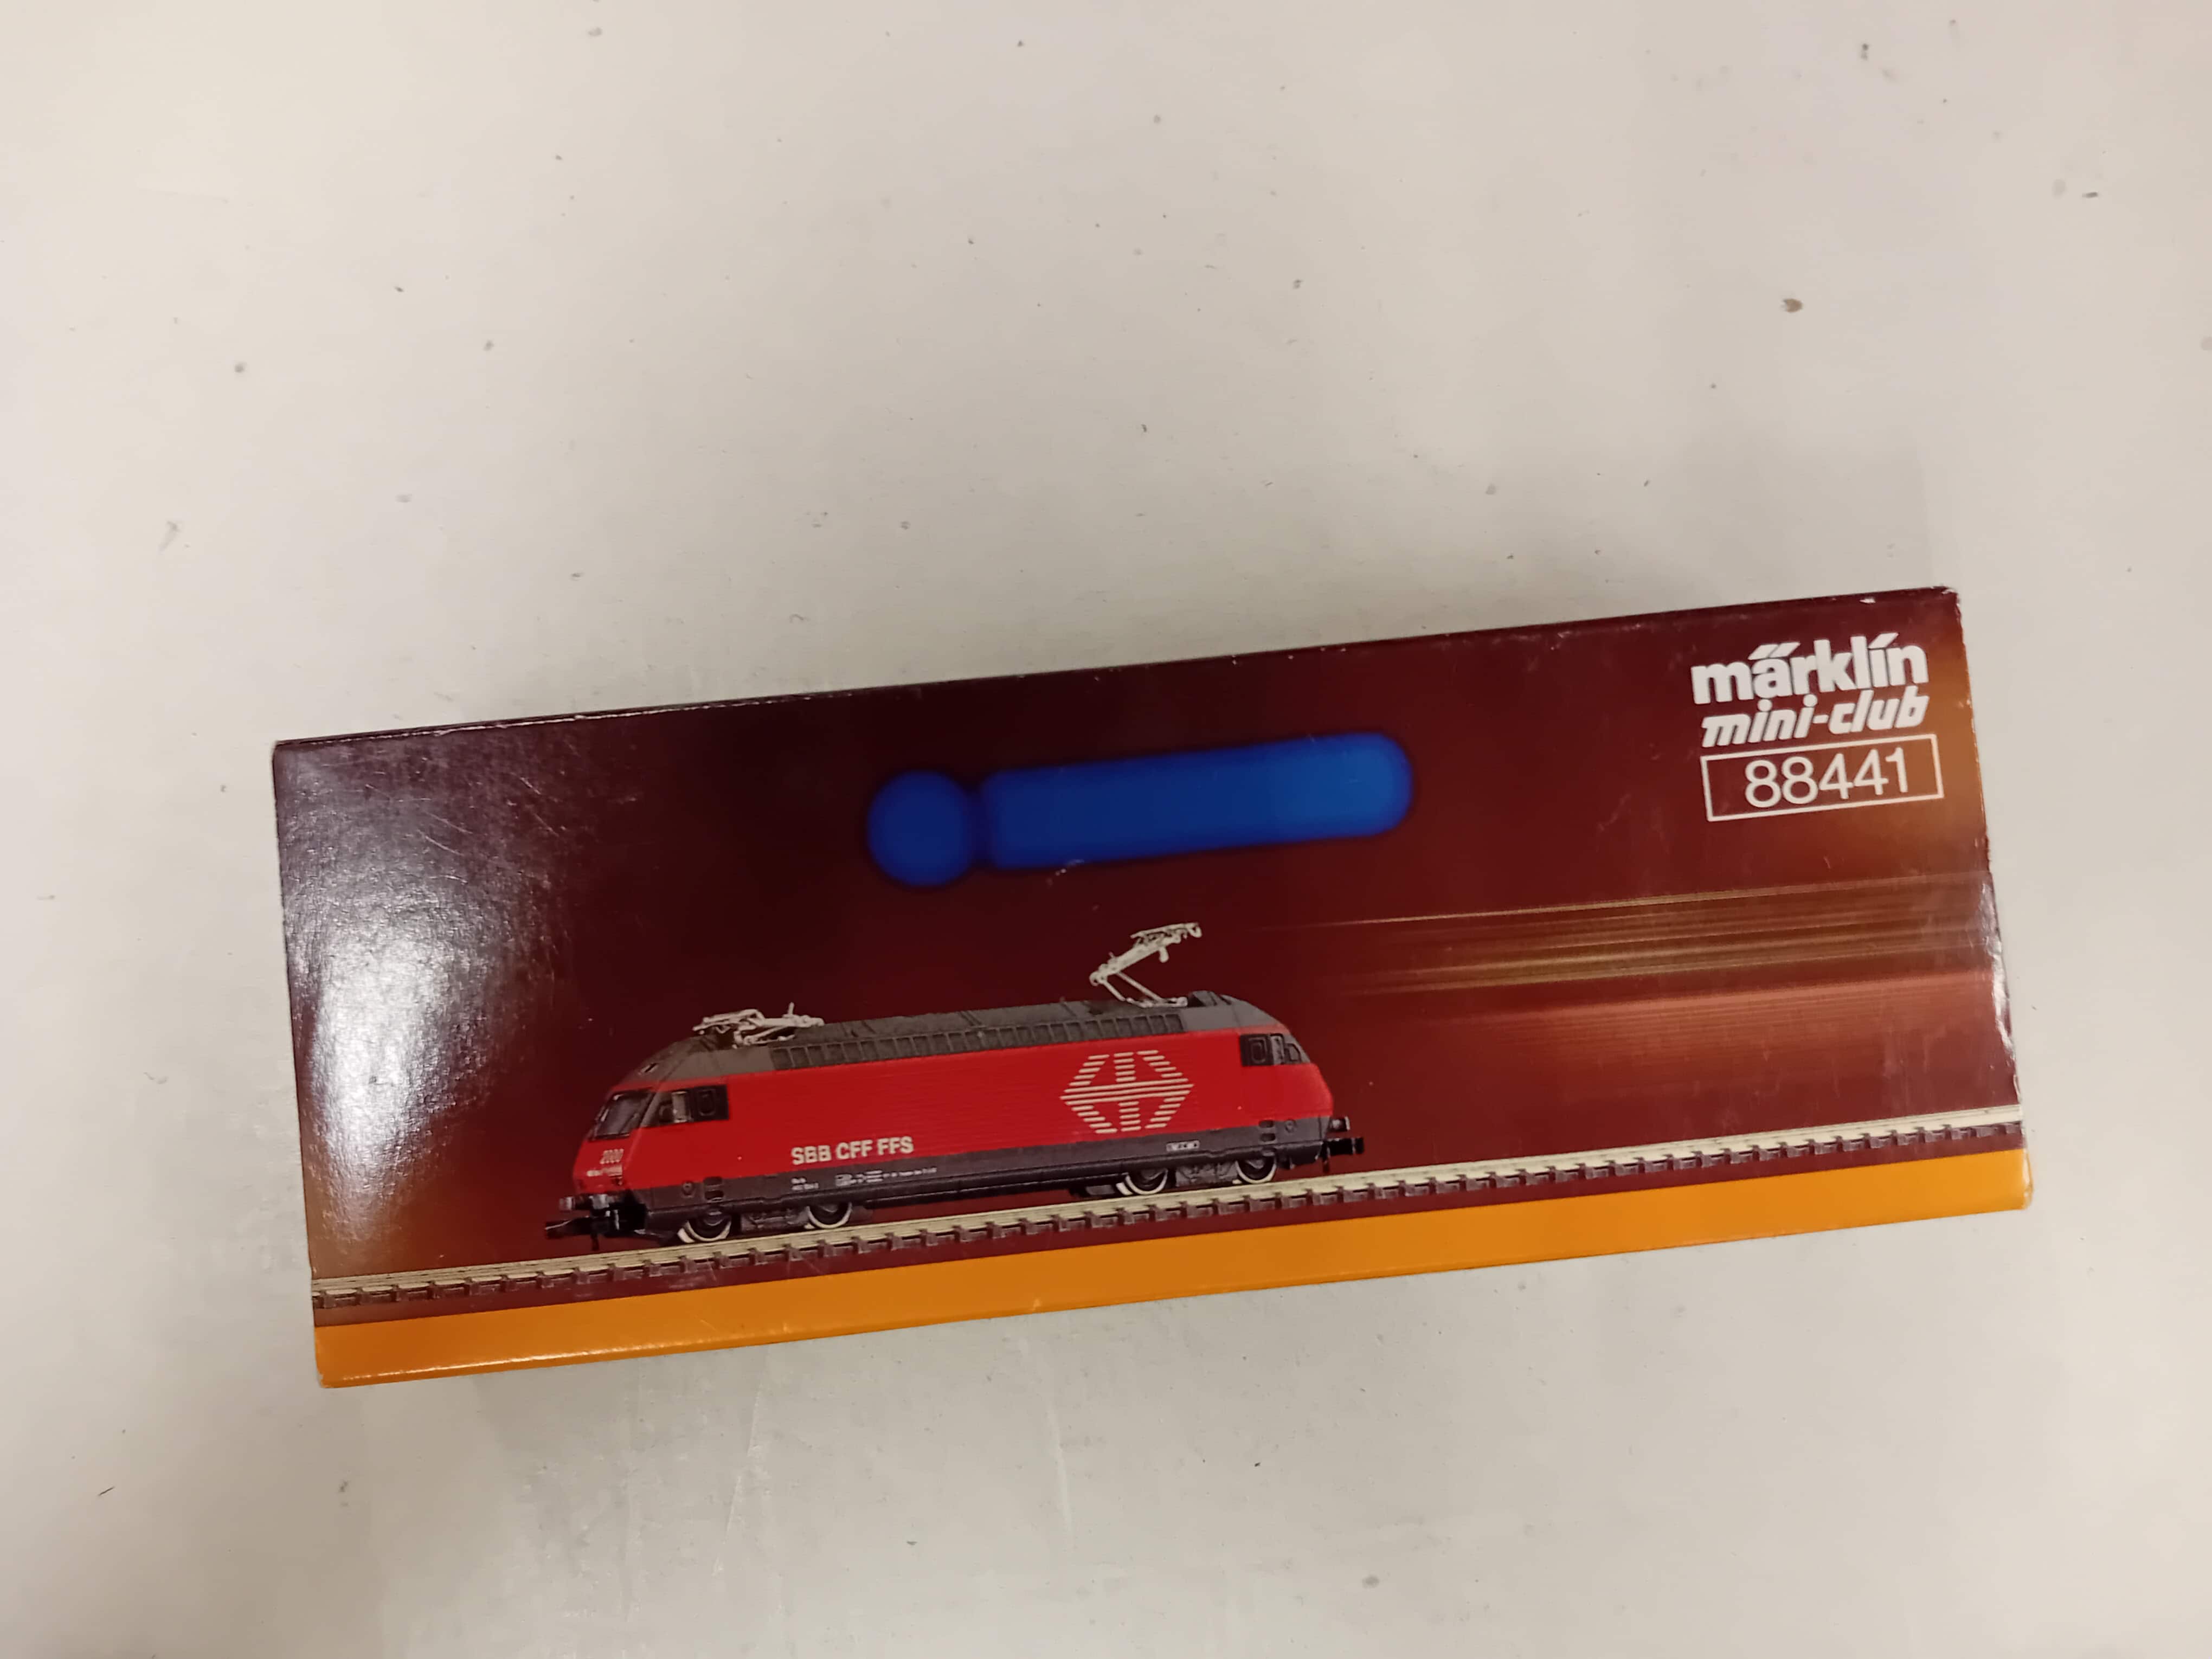 märklin
mini-club
88441
2000
SBB CFF FFS